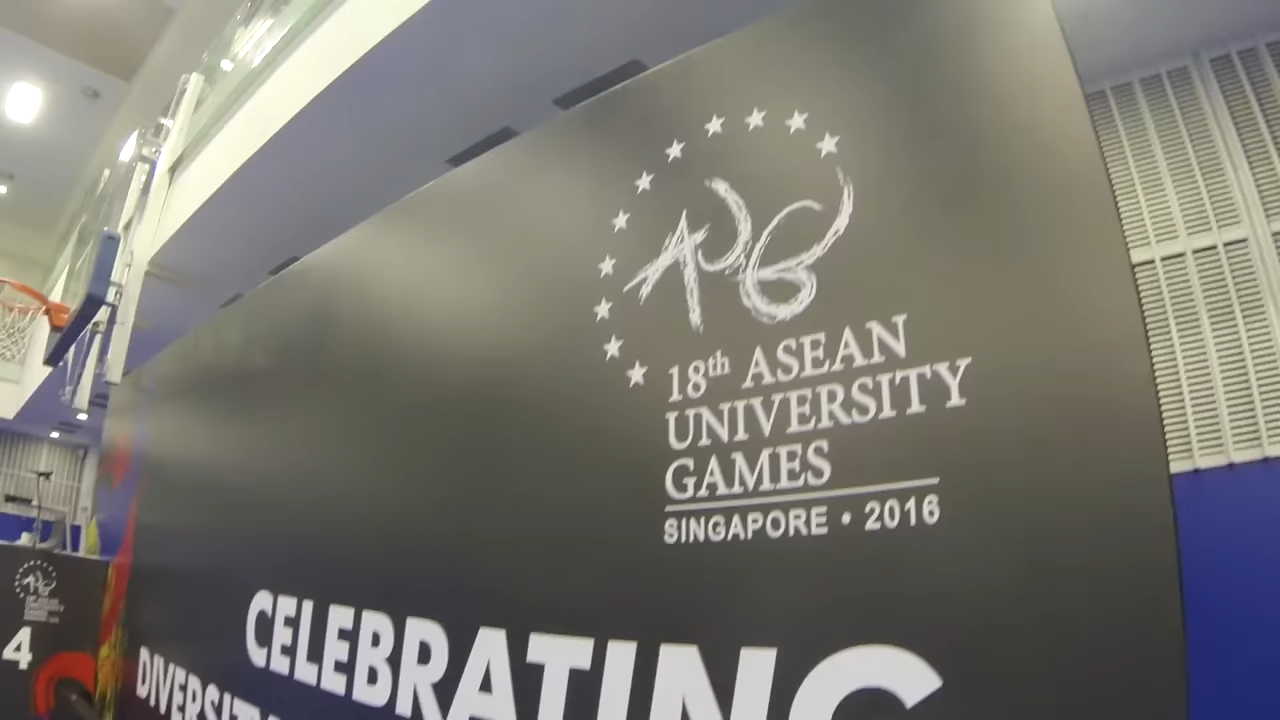 AUG
18th ASEAN
UNIVERSITY
GAMES
SINGAPORE • 2016
CELEBRATING
4